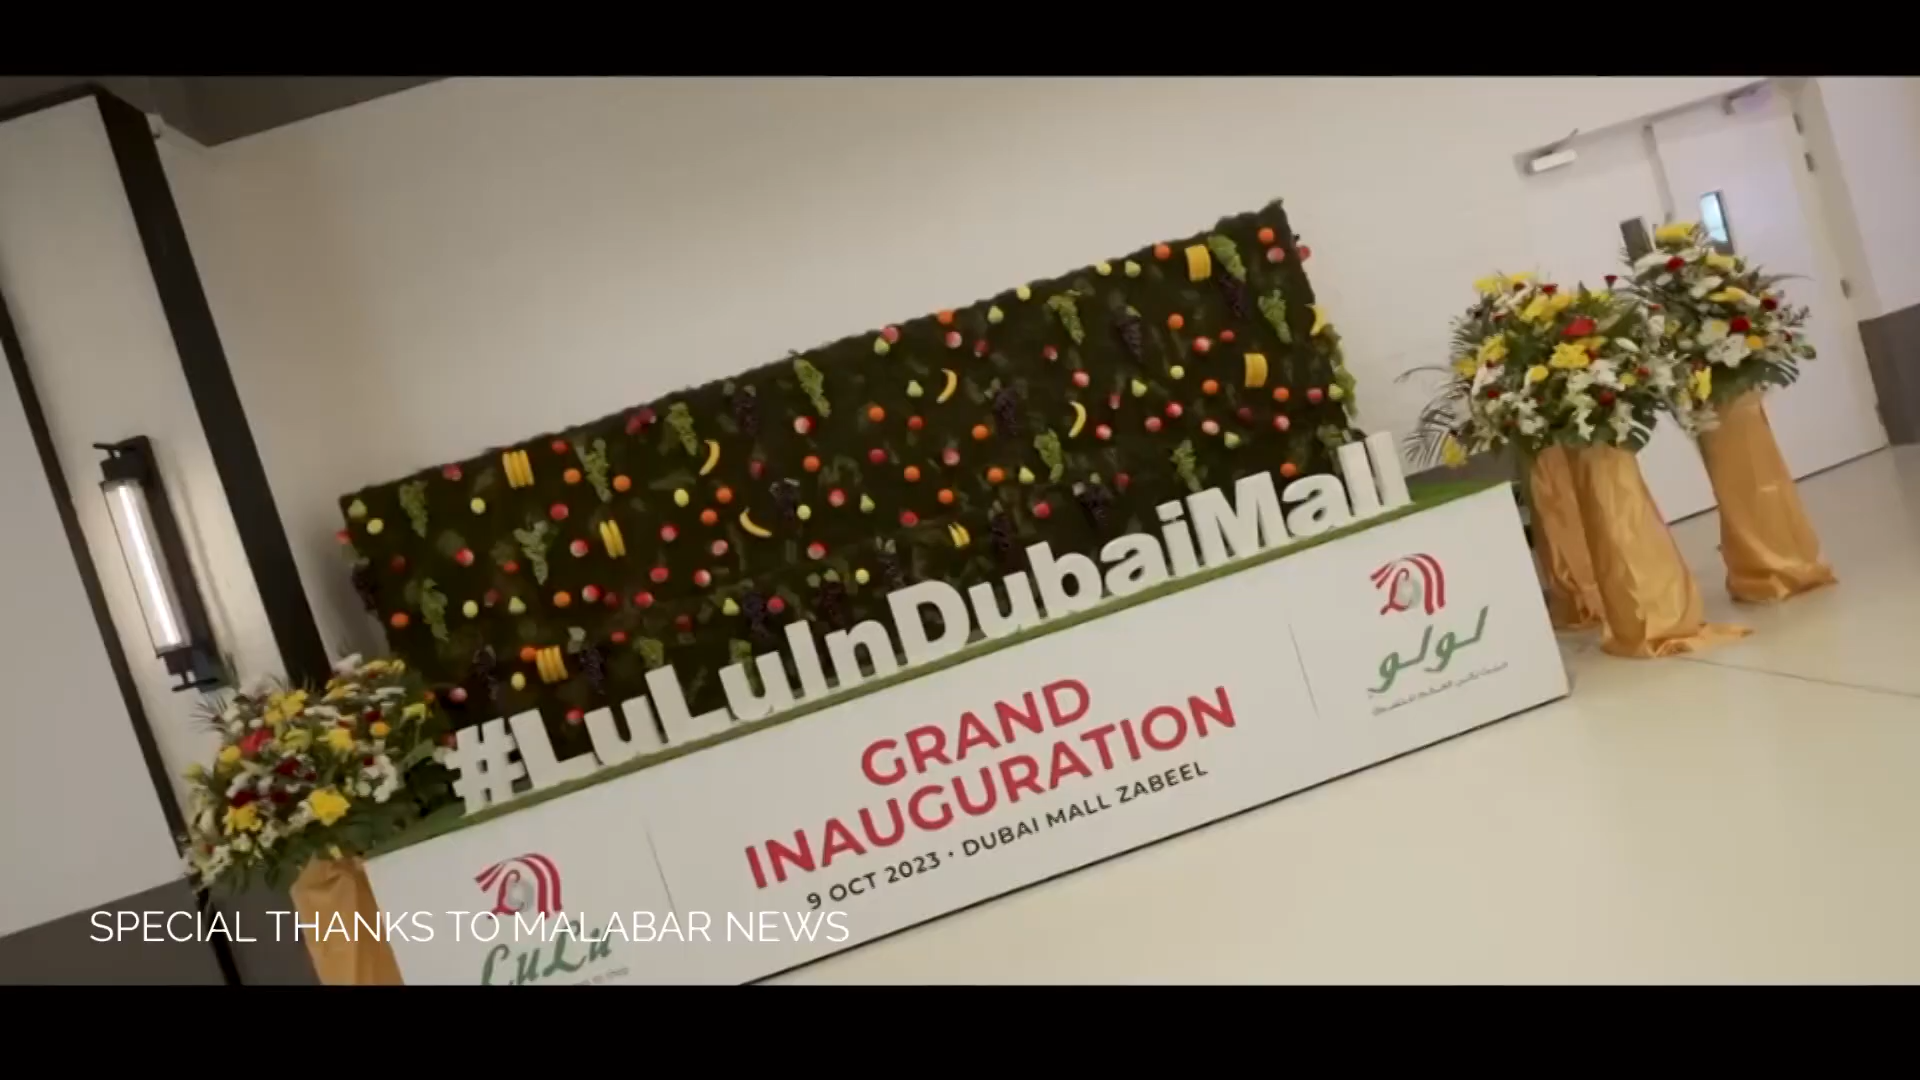 #LuLuInDubaiMall
GRAND
INAUGURATION
9 OCT 2023 • DUBAI MALL ZABEEL
لولو
LuLu
SPECIAL THANKS TO MALABAR NEWS